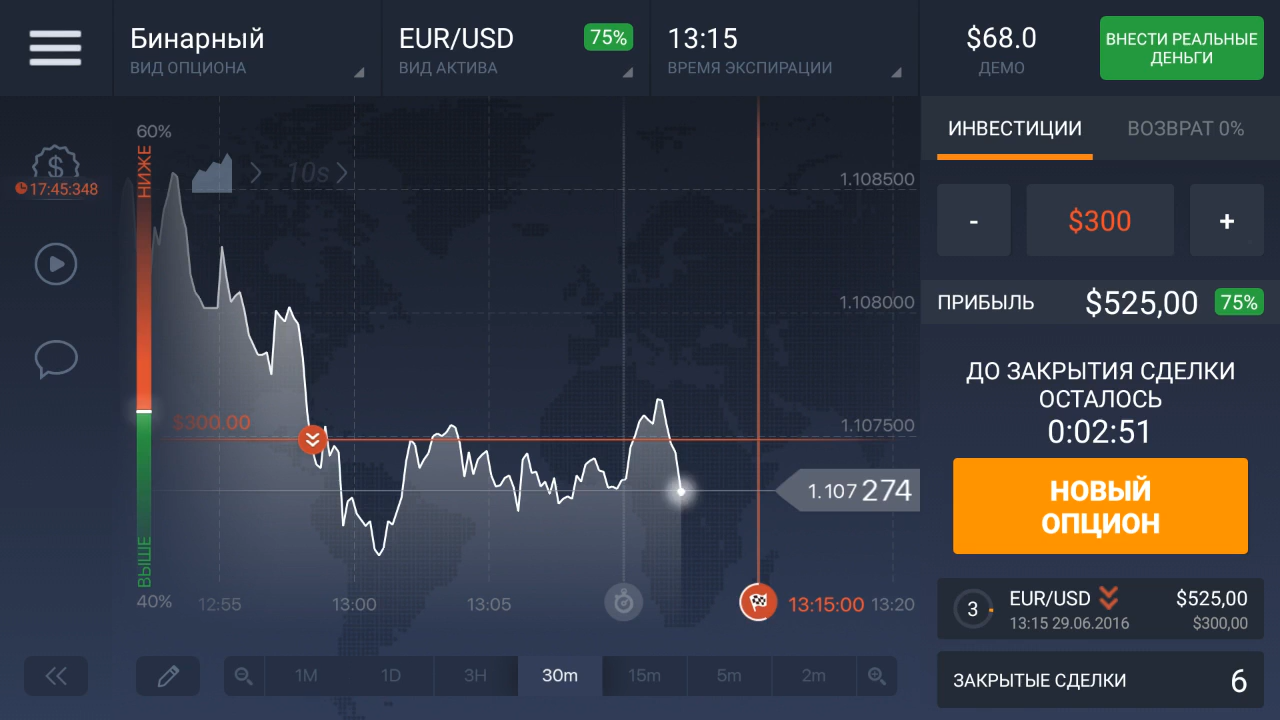 Бинарный
ВИД ОПЦИОНА
EUR/USD
75%
ВИД АКТИВА
13:15
ВРЕМЯ ЭКСПИРАЦИИ
$68.0
ДЕМО
ВНЕСТИ РЕАЛЬНЫЕ
ДЕНЬГИ
17:45:348
60%
НИЖЕ
ВЫШЕ
40%
10s
$300.00
1.108500
1.108000
1.107500
1.107274
12:55
13:00
13:05
13:15:00
13:20
1M
1D
3H
30m
15m
5m
2m
ИНВЕСТИЦИИ
ВОЗВРАТ 0%
-
$300
+
ПРИБЫЛЬ
$525,00
75%
ДО ЗАКРЫТИЯ СДЕЛКИ
ОСТАЛОСЬ
0:02:51
НОВЫЙ
ОПЦИОН
3
EUR/USD
$525,00
13:15 29.06.2016
$300,00
ЗАКРЫТЫЕ СДЕЛКИ
6